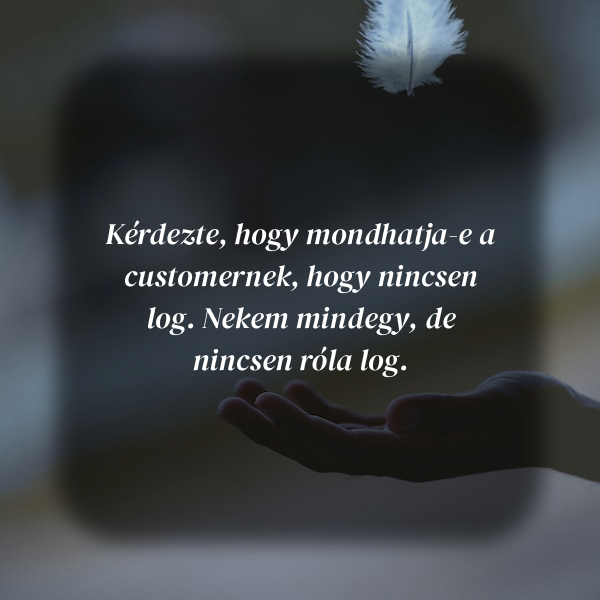 Kérdezte, hogy mondhatja-e a
customernek, hogy nincsen
log. Nekem mindegy, de
nincsen róla log.